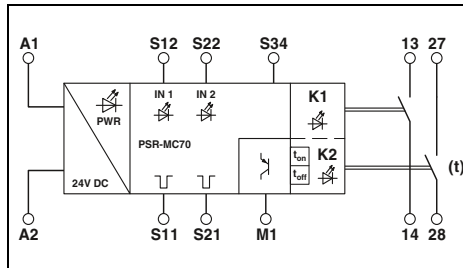 A1 S12 S22 S34 13 27
IN 1 IN 2
K1
PWR
PSR-MC70
K2
ton
toff
(t)
24V DC
A2 S11 S21 M1 14 28